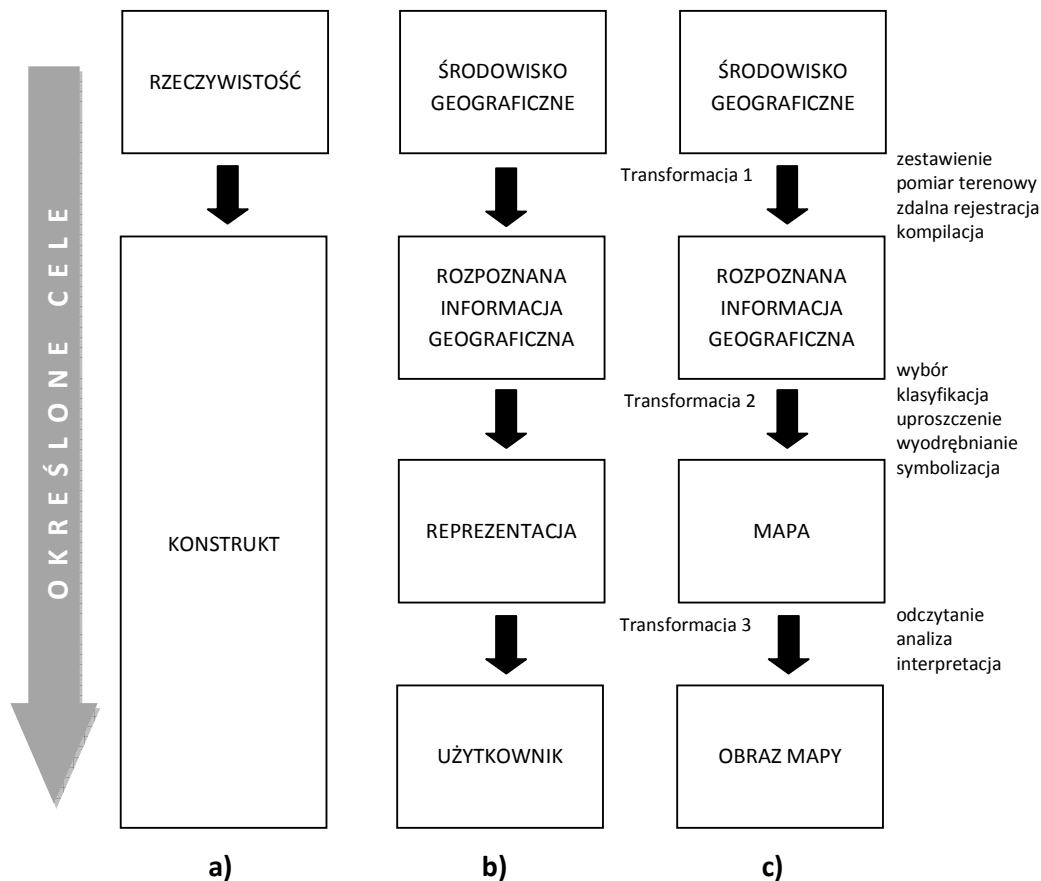 OKREŚLONE CELE
RZECZYWISTOŚĆ
KONSTRUKT
a)
ŚRODOWISKO
GEOGRAFICZNE
ROZPOZNANA
INFORMACJA
GEOGRAFICZNA
REPREZENTACJA
UŻYTKOWNIK
b)
ŚRODOWISKO
GEOGRAFICZNE
Transformacja 1
zestawienie
pomiar terenowy
zdalna rejestracja
kompilacja
ROZPOZNANA
INFORMACJA
GEOGRAFICZNA
Transformacja 2
wybór
klasyfikacja
uproszczenie
wyodrębnianie
symbolizacja
MAPA
Transformacja 3
odczytanie
analiza
interpretacja
OBRAZ MAPY
c)